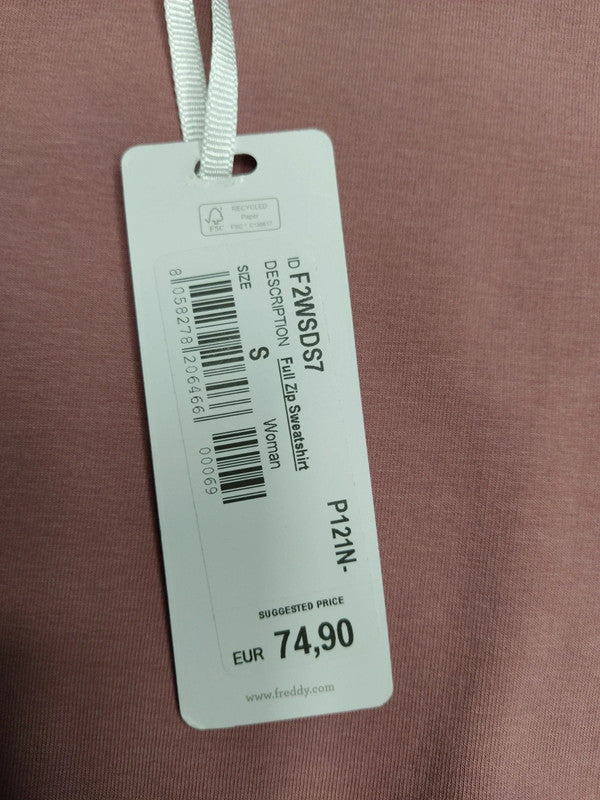 FSC
RECYCLED
Paper
ID F2WSDS7
DESCRIPTION Full Zip Sweatshirt
SIZE S Woman
8 058278 206466
00069
P121N-
SUGGESTED PRICE
EUR 74,90
www.freddy.com